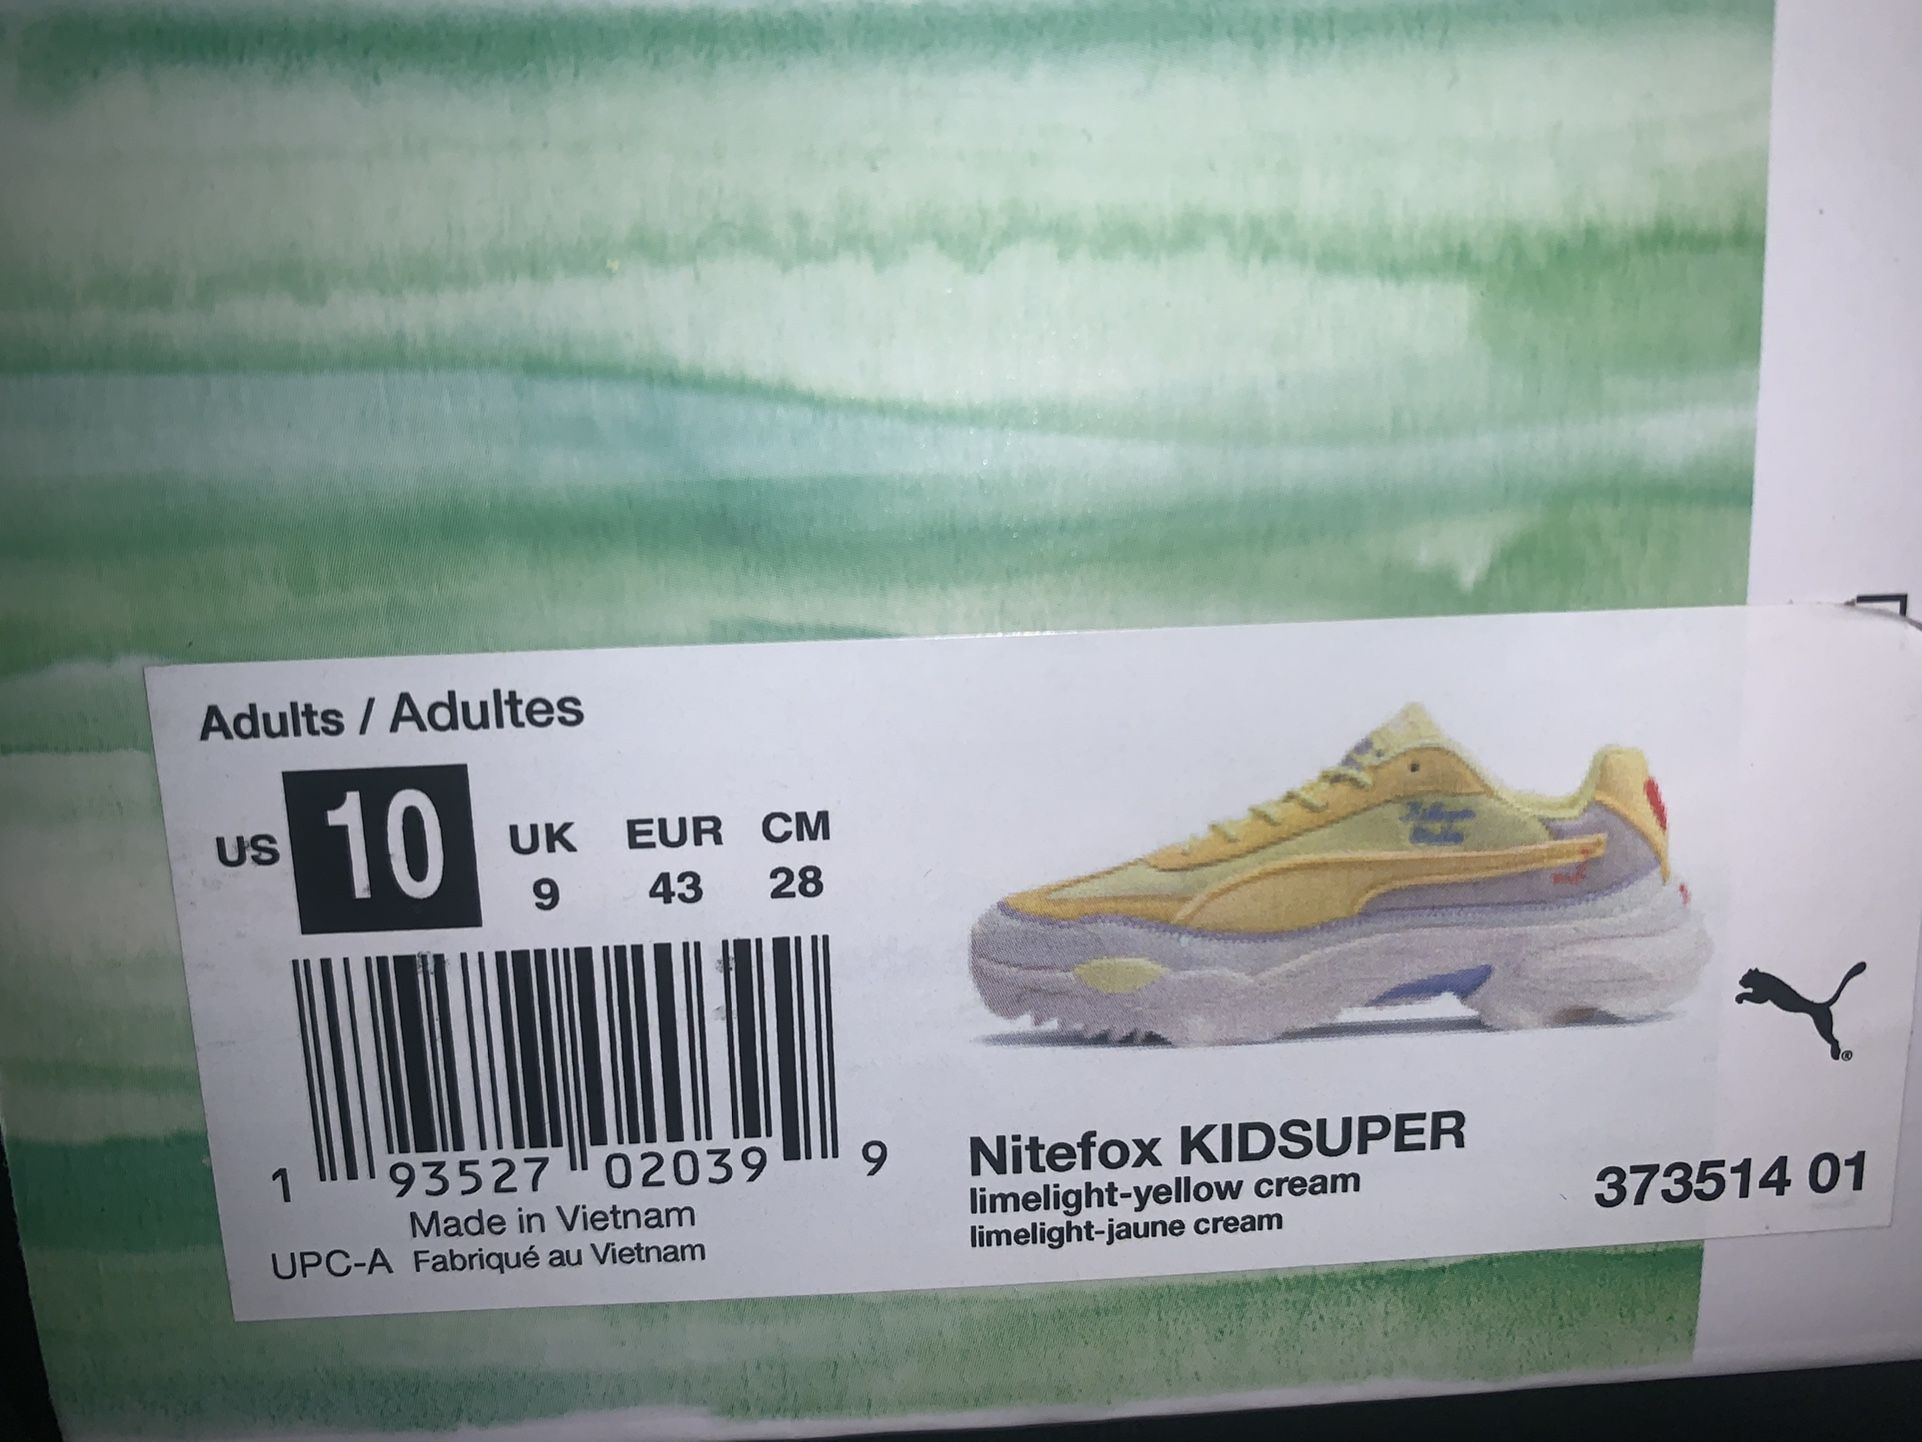 Adults / Adultes
US 10 UK EUR CM
9 43 28
1 93527 02039 9
Made in Vietnam
UPC-A Fabriqué au Vietnam
Nitefox KIDSUPER
limelight-yellow cream
limelight-jaune cream
373514 01
®